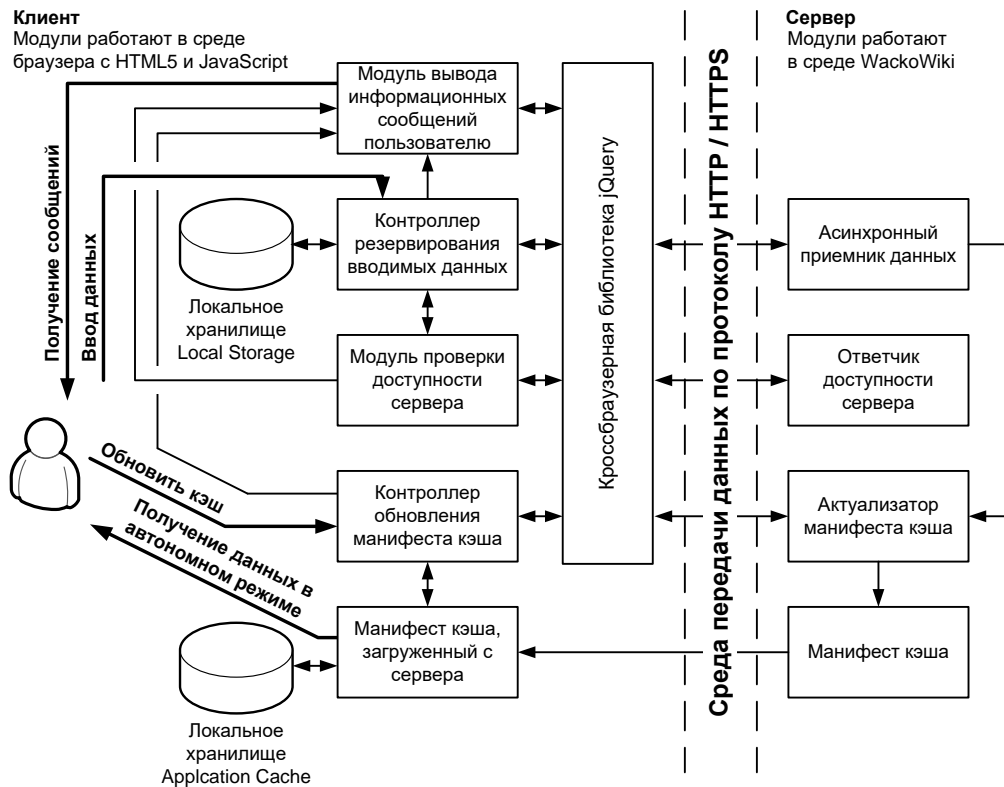 Клиент
Модули работают в среде
браузера с HTML5 и JavaScript
Сервер
Модули работают
в среде WackoWiki
Модуль вывода
информационных
сообщений
пользователю
Получение сообщений
Ввод данных
Контроллер
резервирования
вводимых данных
Локальное
хранилище
Local Storage
Модуль проверки
доступности
сервера
Кроссбраузерная библиотека jQuery
Среда передачи данных по протоколу HTTP / HTTPS
Асинхронный
приемник данных
Ответчик
доступности
сервера
Обновить кэш
Получение данных в
автономном режиме
Контроллер
обновления
манифеста кэша
Актуализатор
манифеста кэша
Манифест кэша,
загруженный с
сервера
Манифест кэша
Локальное
хранилище
Applcation Cache